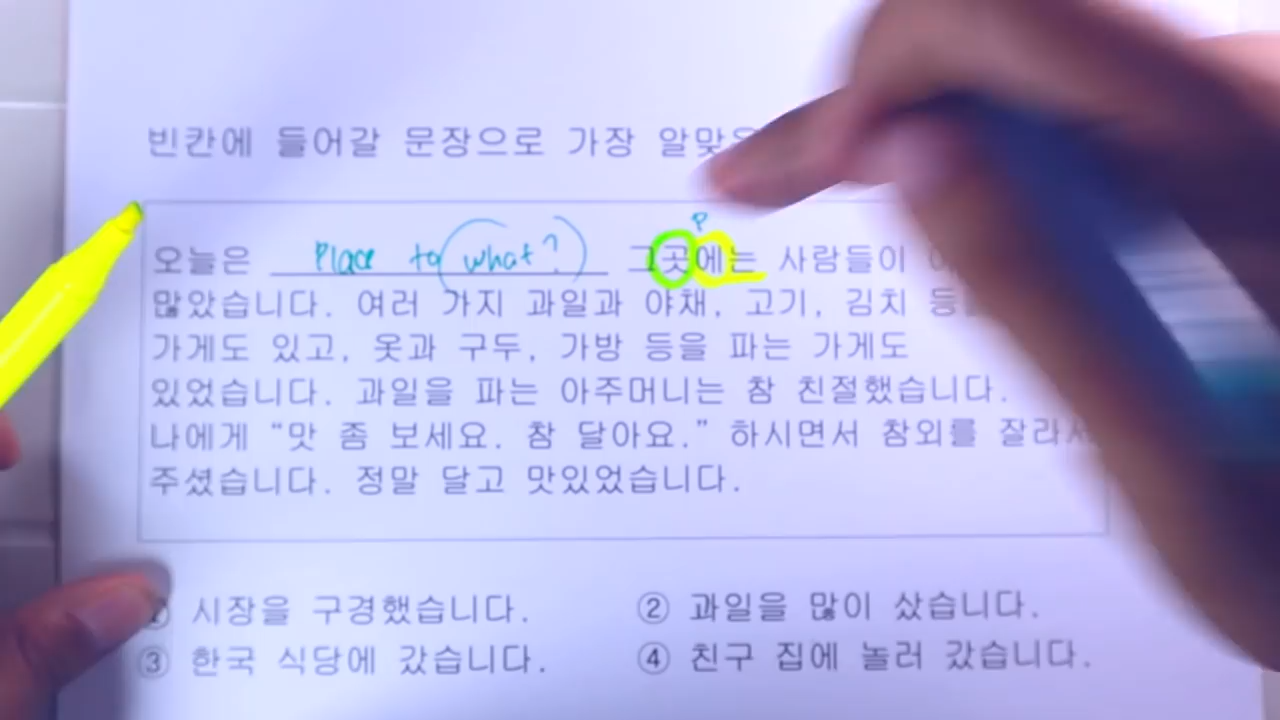 빈칸에 들어갈 문장으로 가장
오늘은 Place to what? 그곳에는 사람들이
P
많았습니다. 여러 가지 과일과 야채, 고기, 김치
가게도 있고, 옷과 구두, 가방 등을 파는 가게도
있었습니다. 과일을 파는 아주머니는 참 친절했습니다.
나에게 “맛 좀 보세요. 참 달아요.” 하시면서 참외를
주셨습니다. 정말 달고 맛있었습니다.
시장을 구경했습니다. ② 과일을 많이 샀습니다.
③ 한국 식당에 갔습니다. ④ 친구 집에 놀러 갔습니다.